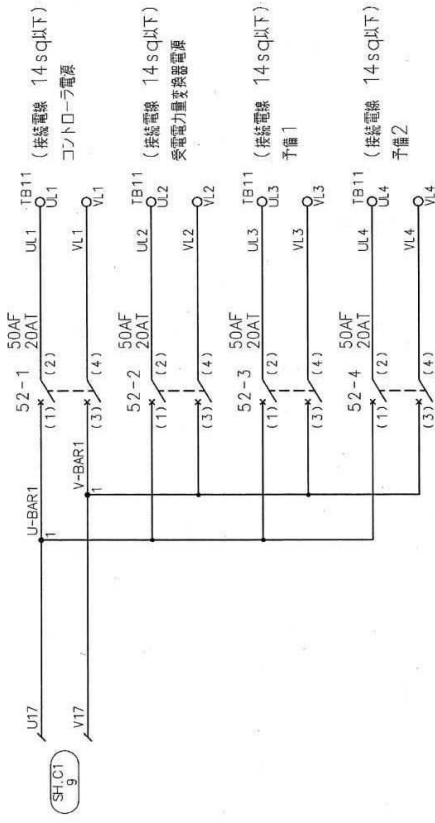 SH.C1
9
U17
V17
U-BAR1
1
V-BAR1
1
52-1
50AF
20AT
(1)
(2)
(3)
(4)
UL1
VL1
TB11
UL1
VL1
(接続電線 14sq以下)
コントローラ電源
52-2
50AF
20AT
(1)
(2)
(3)
(4)
UL2
VL2
TB11
UL2
VL2
(接続電線 14sq以下)
受電電力量変換器電源
52-3
50AF
20AT
(1)
(2)
(3)
(4)
UL3
VL3
TB11
UL3
VL3
(接続電線 14sq以下)
予備1
52-4
50AF
20AT
(1)
(2)
(3)
(4)
UL4
VL4
TB11
UL4
VL4
(接続電線 14sq以下)
予備2